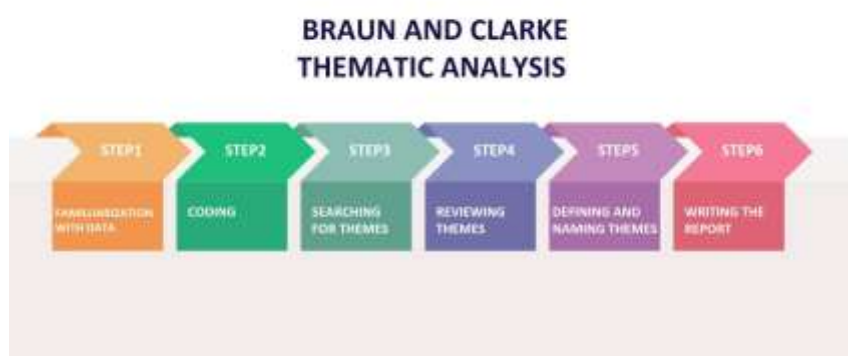 BRAUN AND CLARKE
THEMATIC ANALYSIS
STEP1
STEP2
STEP3
STEP4
STEP5
STEP6
FAMILIARIZATION
WITH DATA
CODING
SEARCHING
FOR THEMES
REVIEWING
THEMES
DEFINING AND
NAMING THEMES
WRITING THE
REPORT